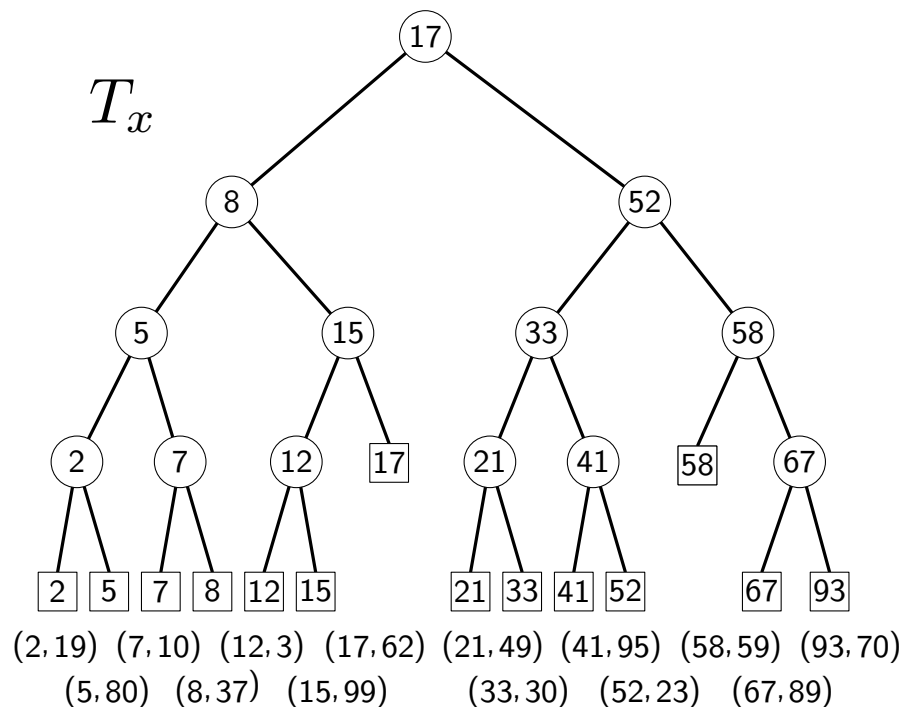 17
T_x
8 52
5 15 33 58
2 7 12 17 21 41 58 67
2 5 7 8 12 15 21 33 41 52 67 93
(2, 19) (7, 10) (12, 3) (17, 62) (21, 49) (41, 95) (58, 59) (93, 70)
(5, 80) (8, 37) (15, 99) (33, 30) (52, 23) (67, 89)